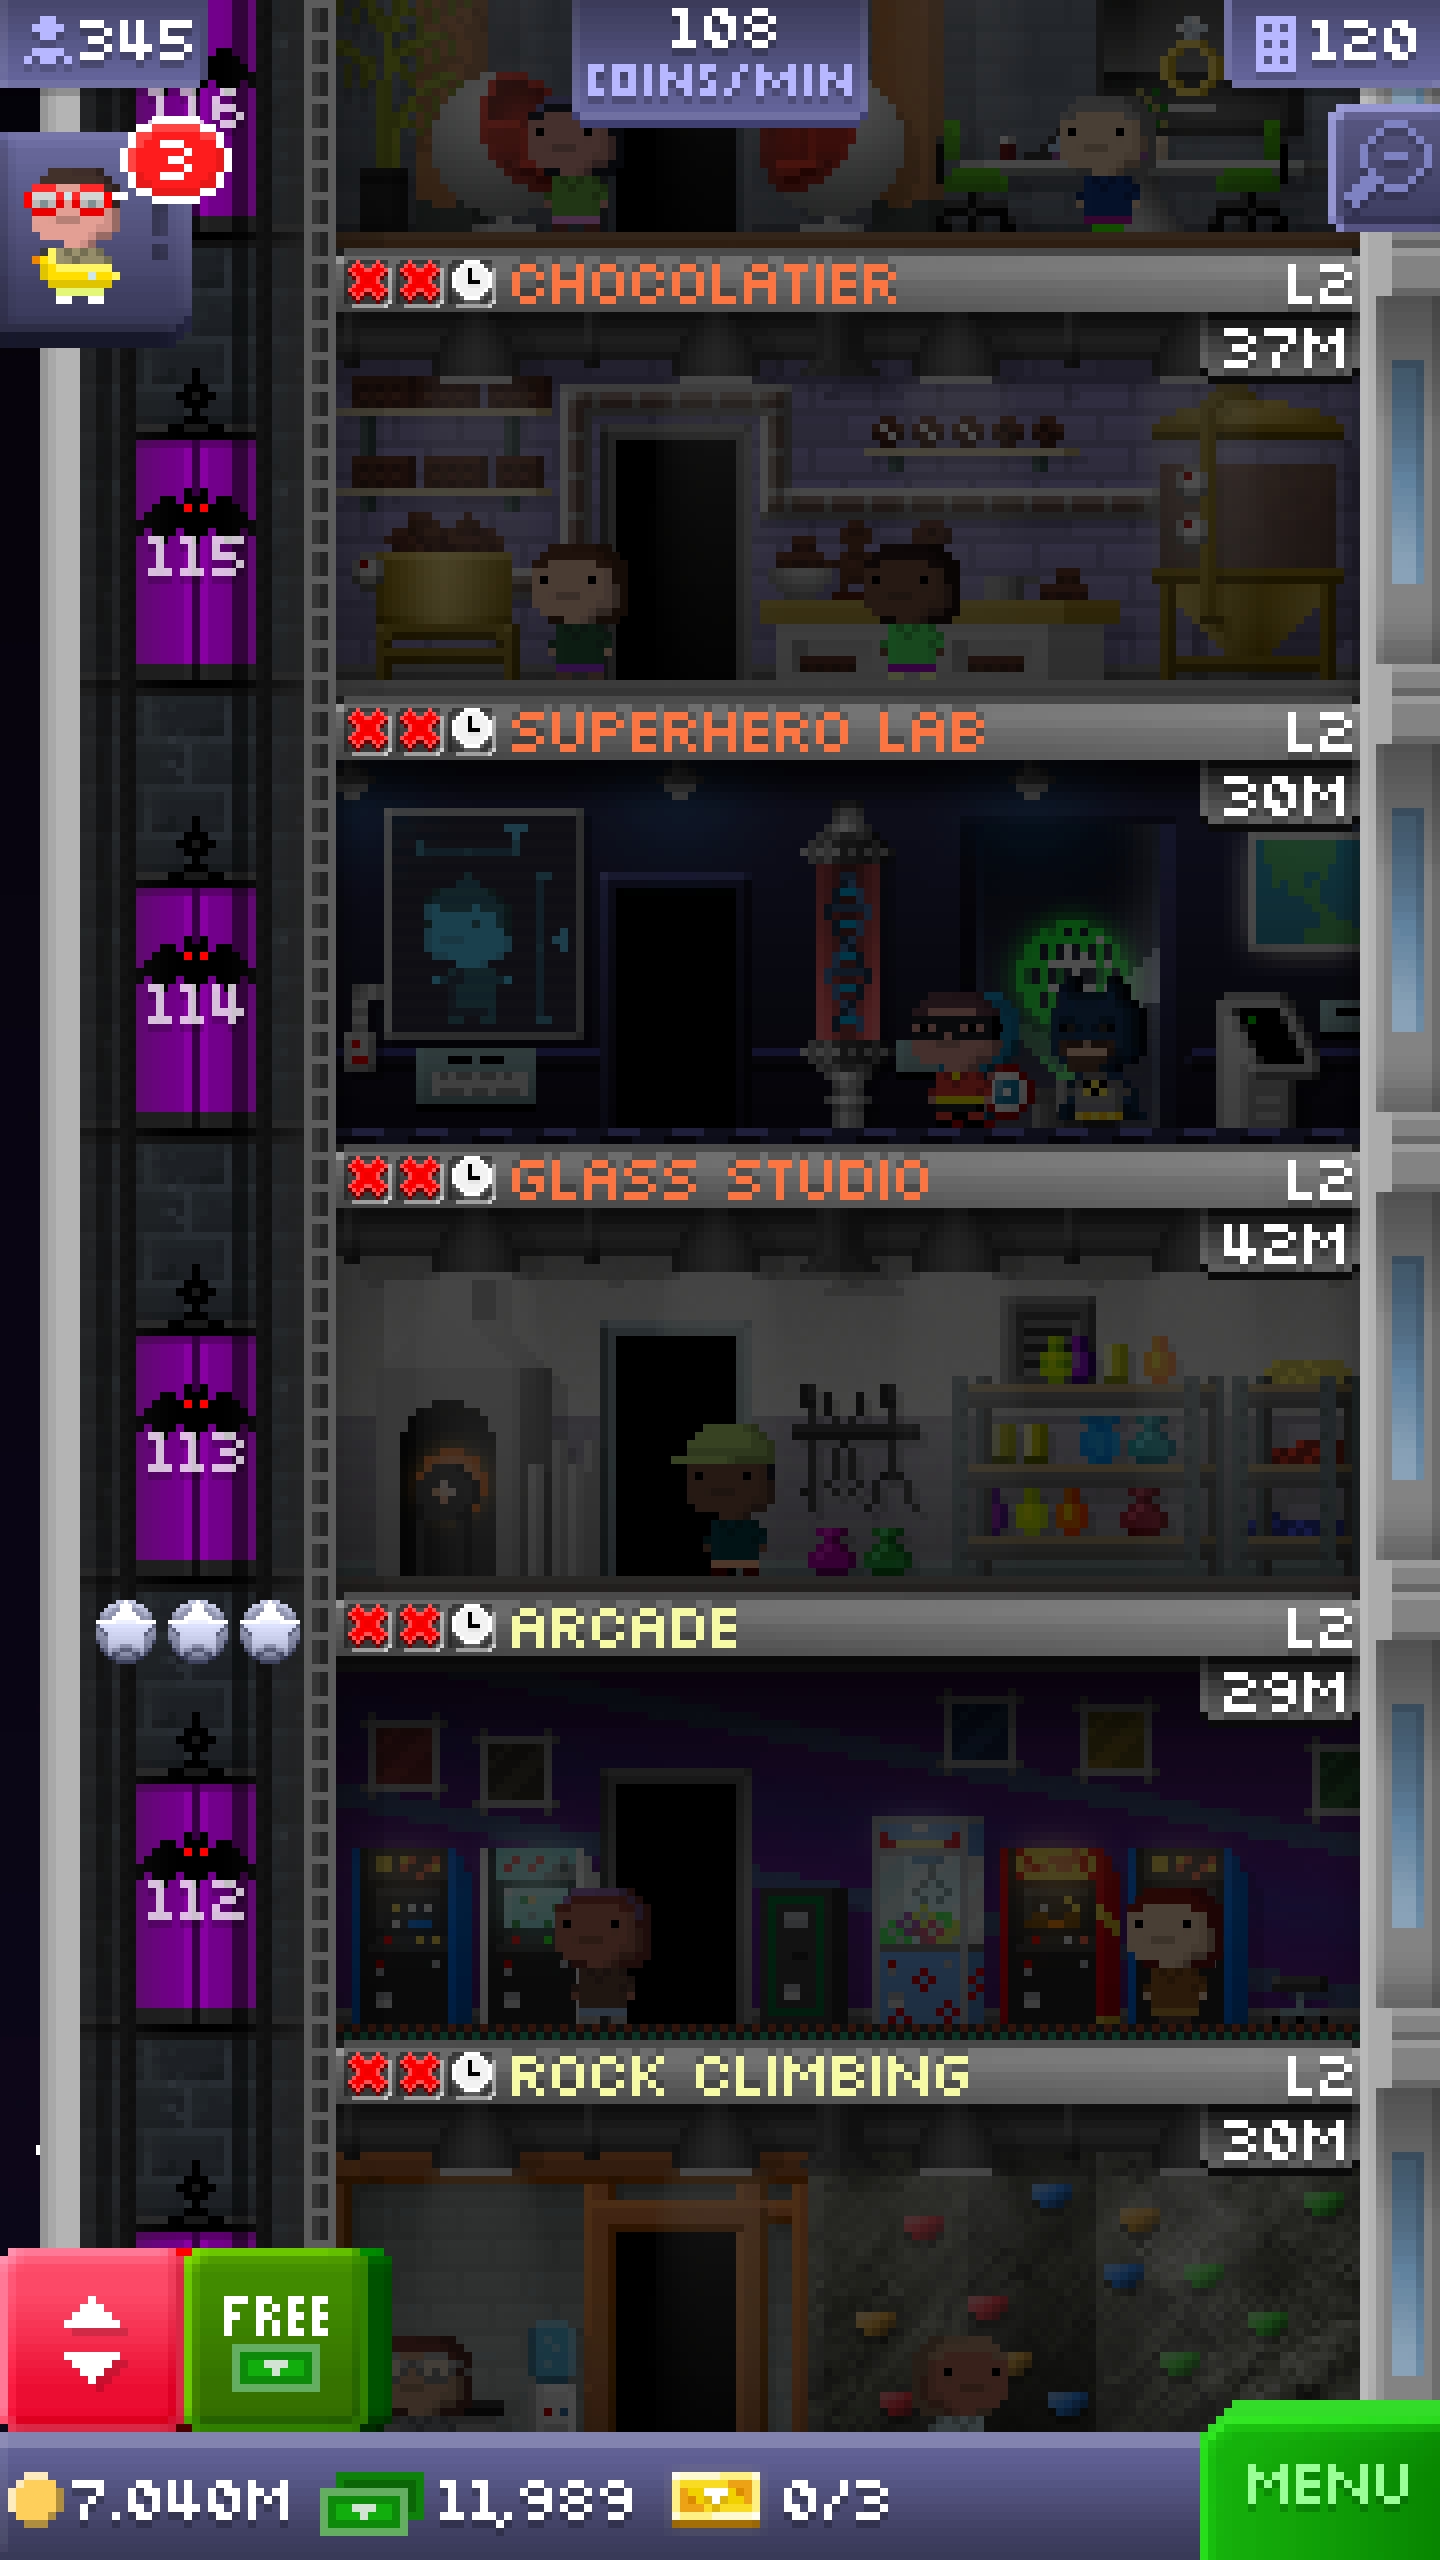 345
108
COINS/MIN
120
116
3
CHOCOLATIER
L2
37M
115
SUPERHERO LAB
L2
30M
114
GLASS STUDIO
L2
42M
113
ARCADE
L2
29M
112
ROCK CLIMBING
L2
30M
FREE
7.040M
11,989
0/3
MENU